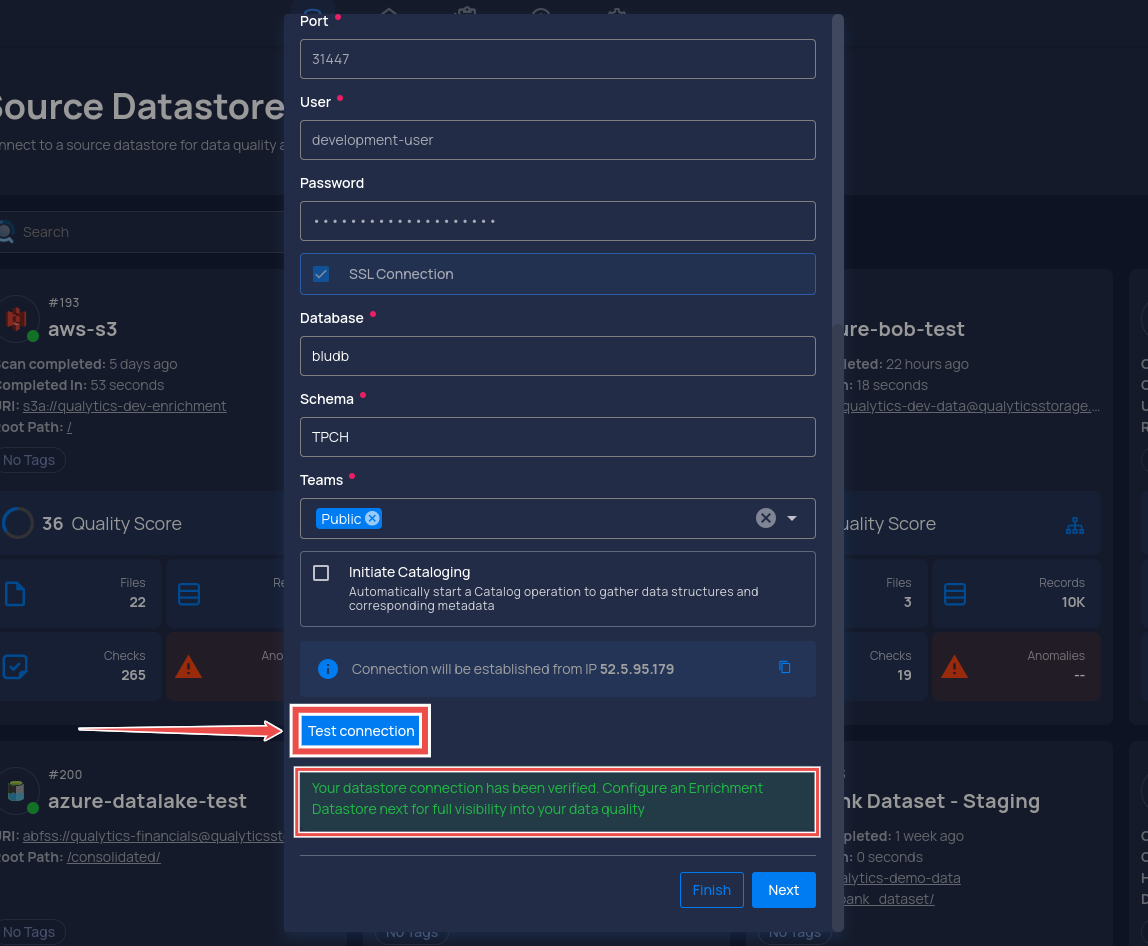 Port
31447
User
development-user
Password
SSL Connection
Database
bludb
Schema
TPCH
Teams
Public
Initiate Cataloging
Automatically start a Catalog operation to gather data structures and
corresponding metadata
Connection will be established from IP 52.5.95.179
Test connection
Your datastore connection has been verified. Configure an Enrichment
Datastore next for full visibility into your data quality
Finish
Next
Source Datastore
nnect to a source datastore for data quality a
Search
#193
aws-s3
Scan completed: 5 days ago
Completed In: 53 seconds
URI: s3a://qualytics-dev-enrichment
Root Path: /
No Tags
36 Quality Score
Files
22
Re
Checks
265
Ano
ure-bob-test
leted: 22 hours ago
n: 18 seconds
qualytics-dev-data@qualyticsstorage....
uality Score
Files
3
Records
10K
Checks
19
Anomalies
--
#200
azure-datalake-test
URI: abfss://qualytics-financials@qualyticsst
Root Path: /consolidated/
No Tags
No Tags
nk Dataset - Staging
pleted: 1 week ago
n: 0 seconds
alytics-demo-data
bank_dataset/
No Tags